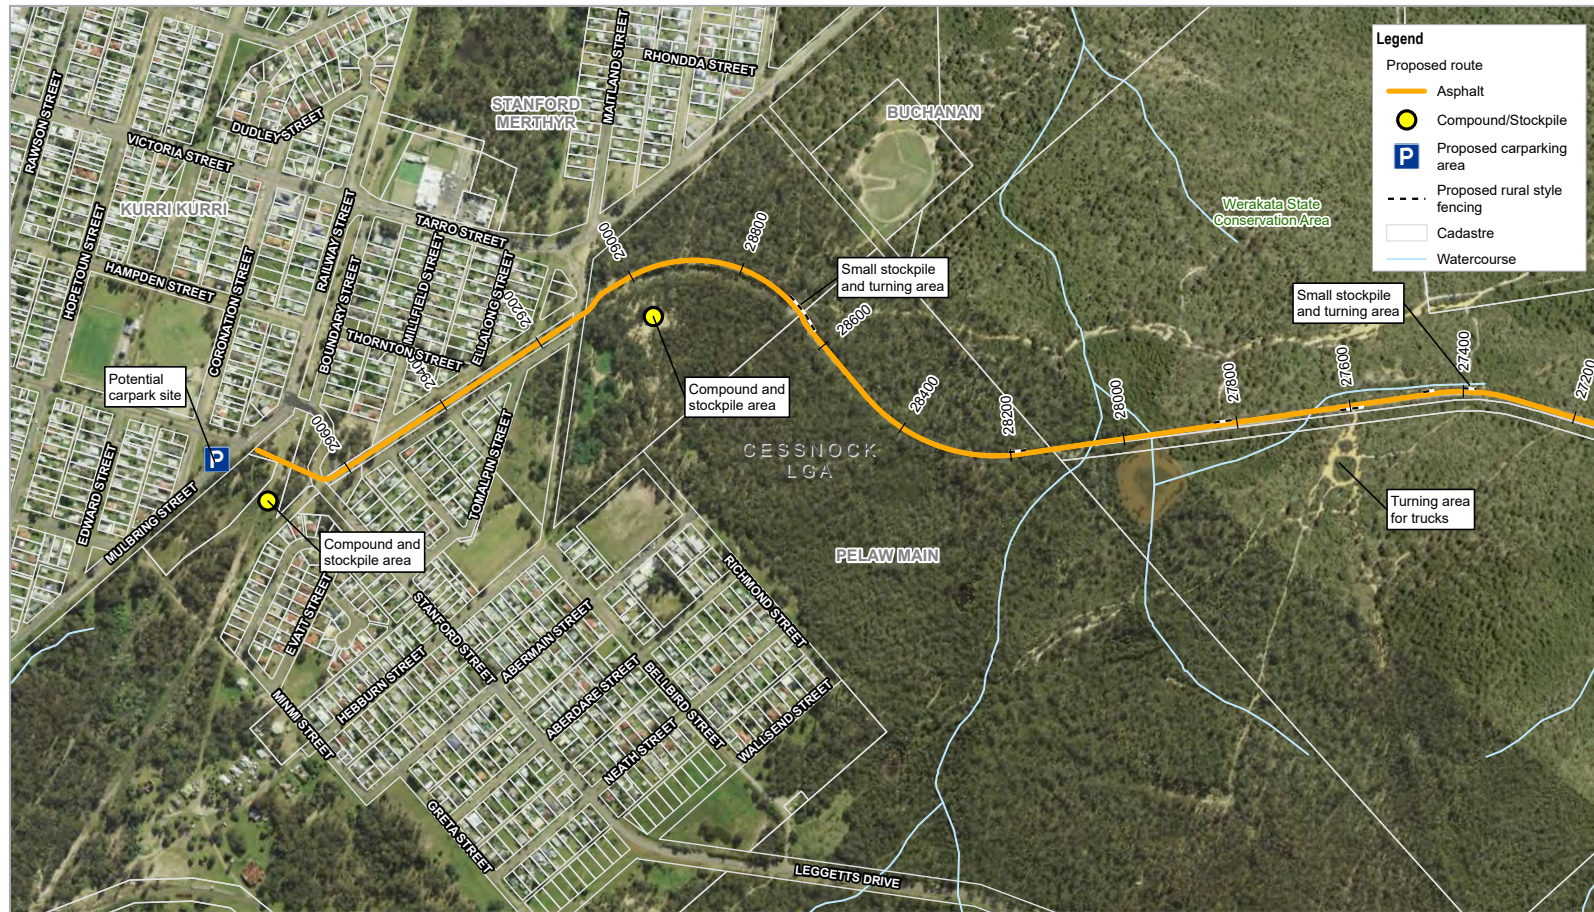 Legend
Proposed route
Asphalt
Compound/Stockpile
P
Proposed carparking
area
Proposed rural style
fencing
Cadastre
Watercourse
RAWSON STREET
VICTORIA STREET
DUDLEY STREET
MAITLAND STREET
RHONDDA STREET
STANFORD
MERTHYR
BUCHANAN
KURRI KURRI
Werakata State
Conservation Area
HOPETOUN STREET
HAMPDEN STREET
CORONATION STREET
RAILWAY STREET
BOUNDARY STREET
TARRO STREET
MILLFIELD STREET
ELLALONG STREET
THORNTON STREET
29000
28800
29200
29400
29600
28600
28400
28200
28000
27800
27600
27400
27200
Small stockpile
and turning area
Small stockpile
and turning area
Potential
carpark site
P
Compound and
stockpile area
CESSNOCK
LGA
EDWARD STREET
MULBRING STREET
TOMALPIN STREET
Turning area
for trucks
Compound and
stockpile area
PELAW MAIN
EVATT STREET
STANFORD STREET
ABERMAIN STREET
RICHMOND STREET
HEBBURN STREET
ABERDARE STREET
BELLBIRD STREET
MINMI STREET
NEATH STREET
WALLSEND STREET
GRETA STREET
LEGGETTS DRIVE